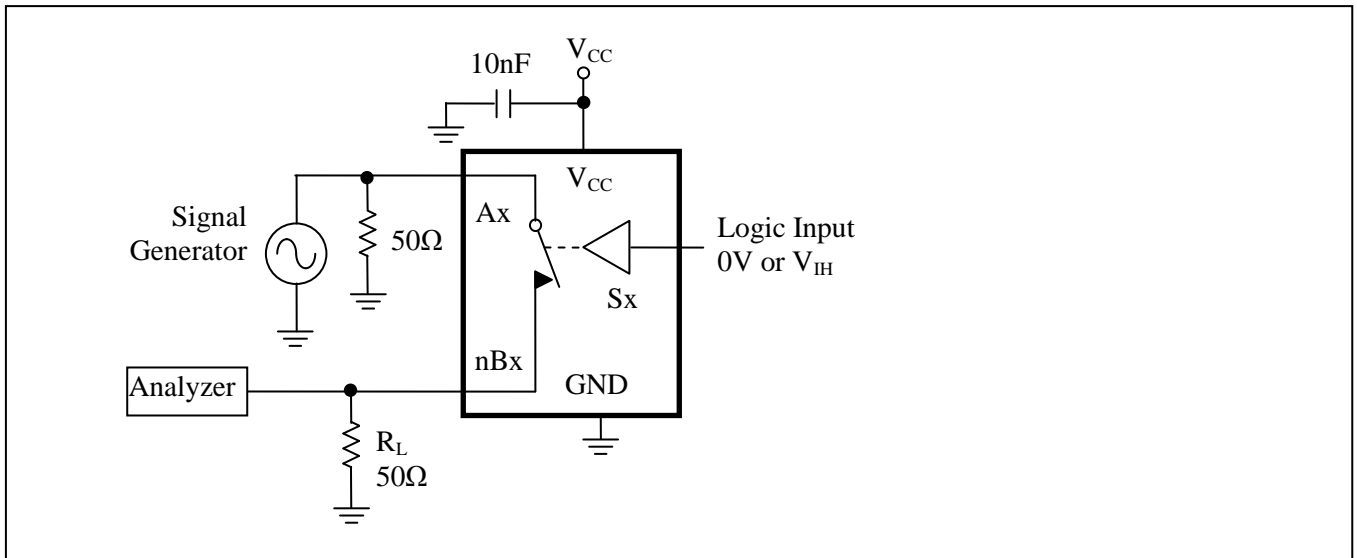 V_CC
10nF
V_CC
Ax
Signal
Generator
50Ω
Logic Input
0V or V_IH
Sx
nBx
GND
Analyzer
R_L
50Ω